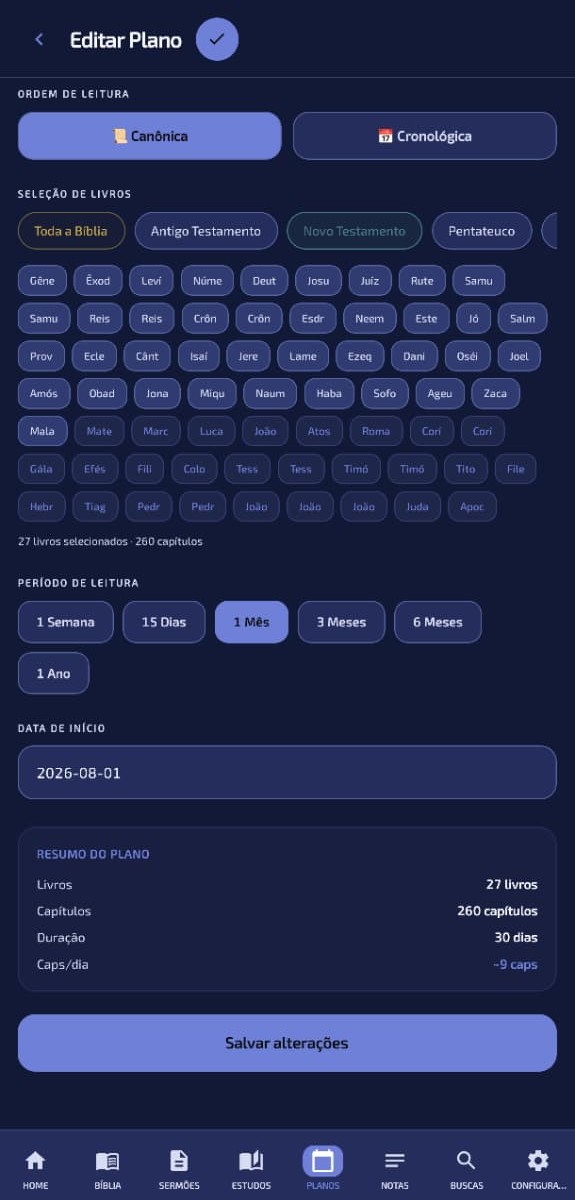 Editar Plano
ORDEM DE LEITURA
📜 Canônica
📅 Cronológica
SELEÇÃO DE LIVROS
Toda a Bíblia Antigo Testamento Novo Testamento Pentateuco
Gêne Êxod Leví Núme Deut Josu Juíz Rute Samu
Samu Reis Reis Crôn Crôn Esdr Neem Este Jó Salm
Prov Ecle Cânt Isaí Jere Lame Ezeq Dani Oséi Joel
Amós Obad Jona Miqu Naum Haba Sofo Ageu Zaca
Mala Mate Marc Luca João Atos Roma Corí Corí
Gála Efés Fili Colo Tess Tess Timó Timó Tito File
Hebr Tiag Pedr Pedr João João João Juda Apoc
27 livros selecionados · 260 capítulos
PERÍODO DE LEITURA
1 Semana 15 Dias 1 Mês 3 Meses 6 Meses
1 Ano
DATA DE INÍCIO
2026-08-01
RESUMO DO PLANO
Livros 27 livros
Capítulos 260 capítulos
Duração 30 dias
Caps/dia ~9 caps
Salvar alterações
HOME BÍBLIA SERMÕES ESTUDOS PLANOS NOTAS BUSCAS CONFIGURA...